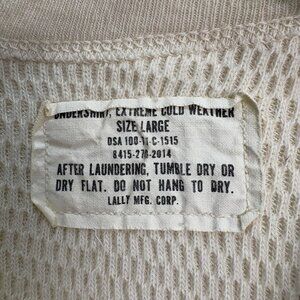 UNDERSHIRT, EXTREME COLD WEATHER
SIZE LARGE
DSA 100-11-C-1515
8415-270-2014
AFTER LAUNDERING, TUMBLE DRY OR
DRY FLAT. DO NOT HANG TO DRY.
LALLY MFG. CORP.